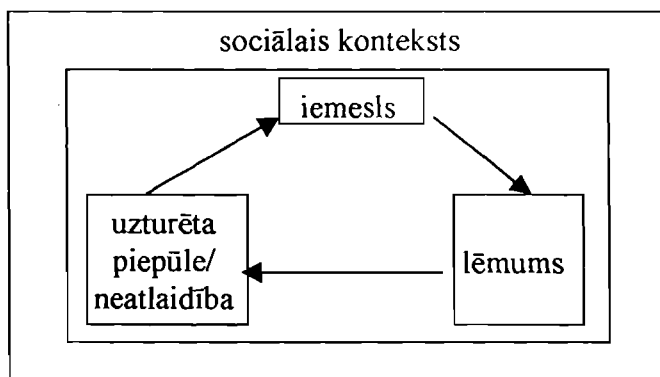 sociālais konteksts
iemesls
uzturēta
piepūle/
neatlaidība
lēmums